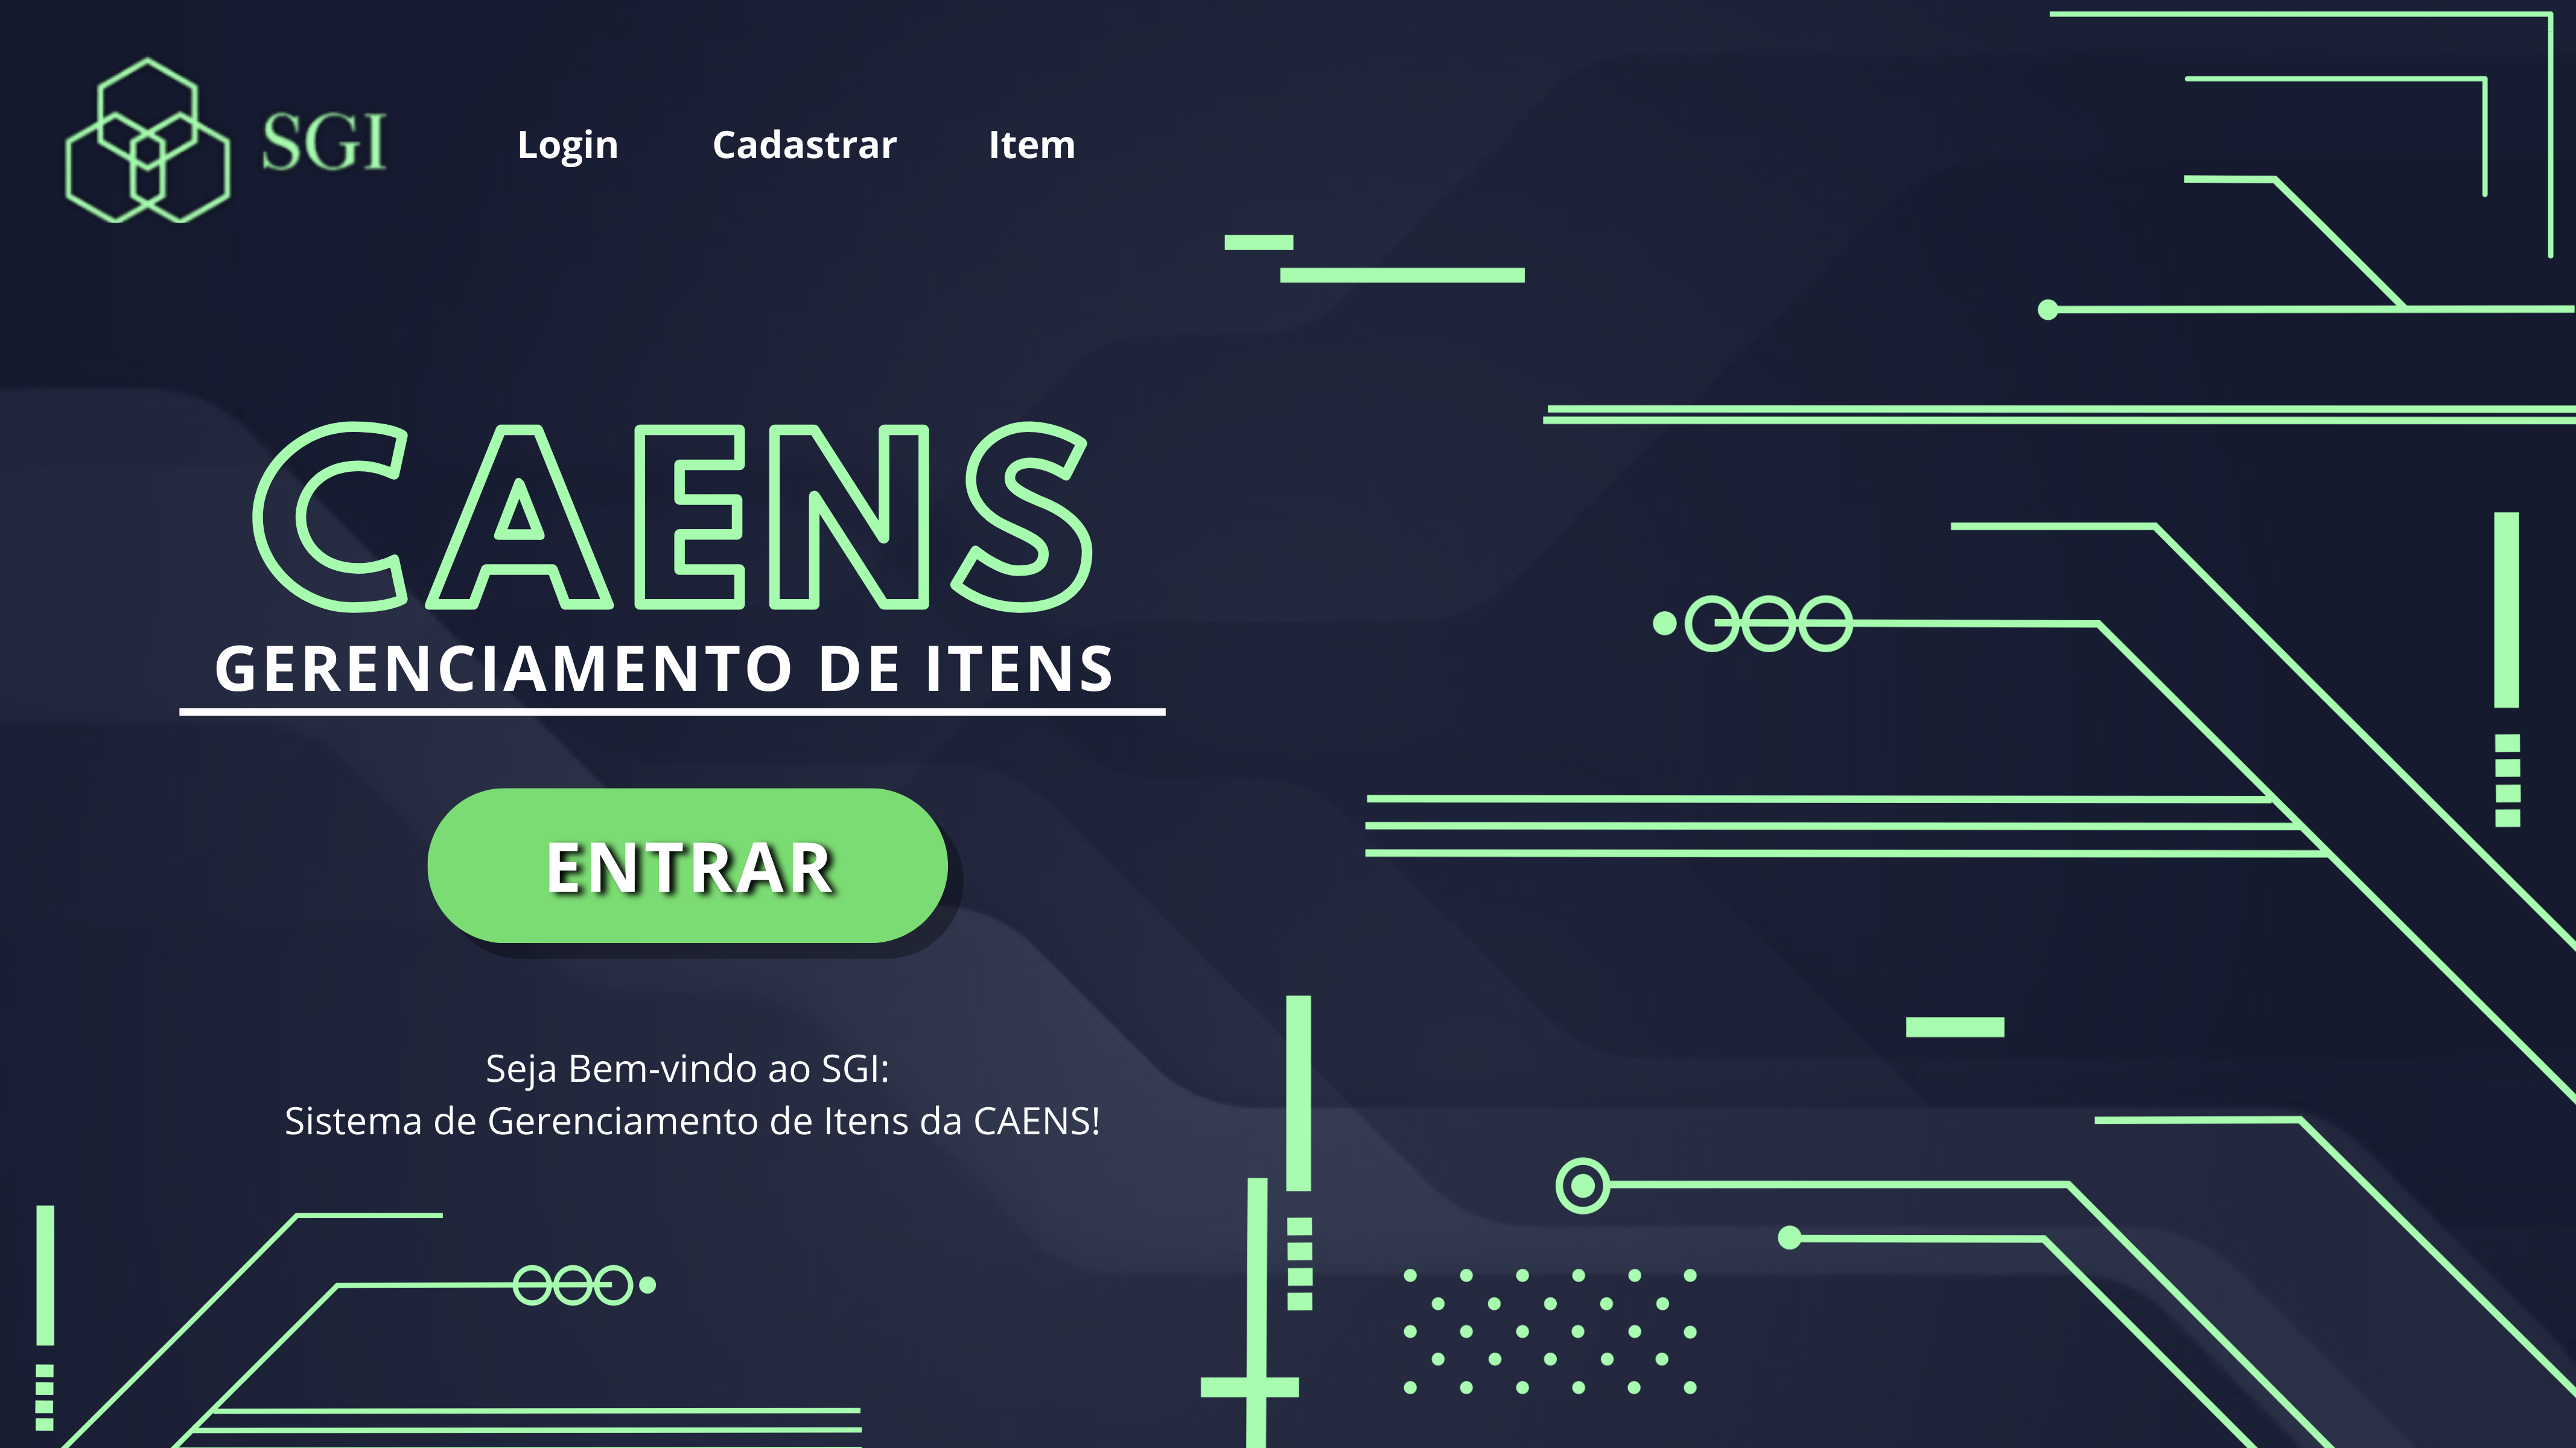 SGI
Login Cadastrar Item
CAENS
GERENCIAMENTO DE ITENS
ENTRAR
Seja Bem-vindo ao SGI:
Sistema de Gerenciamento de Itens da CAENS!